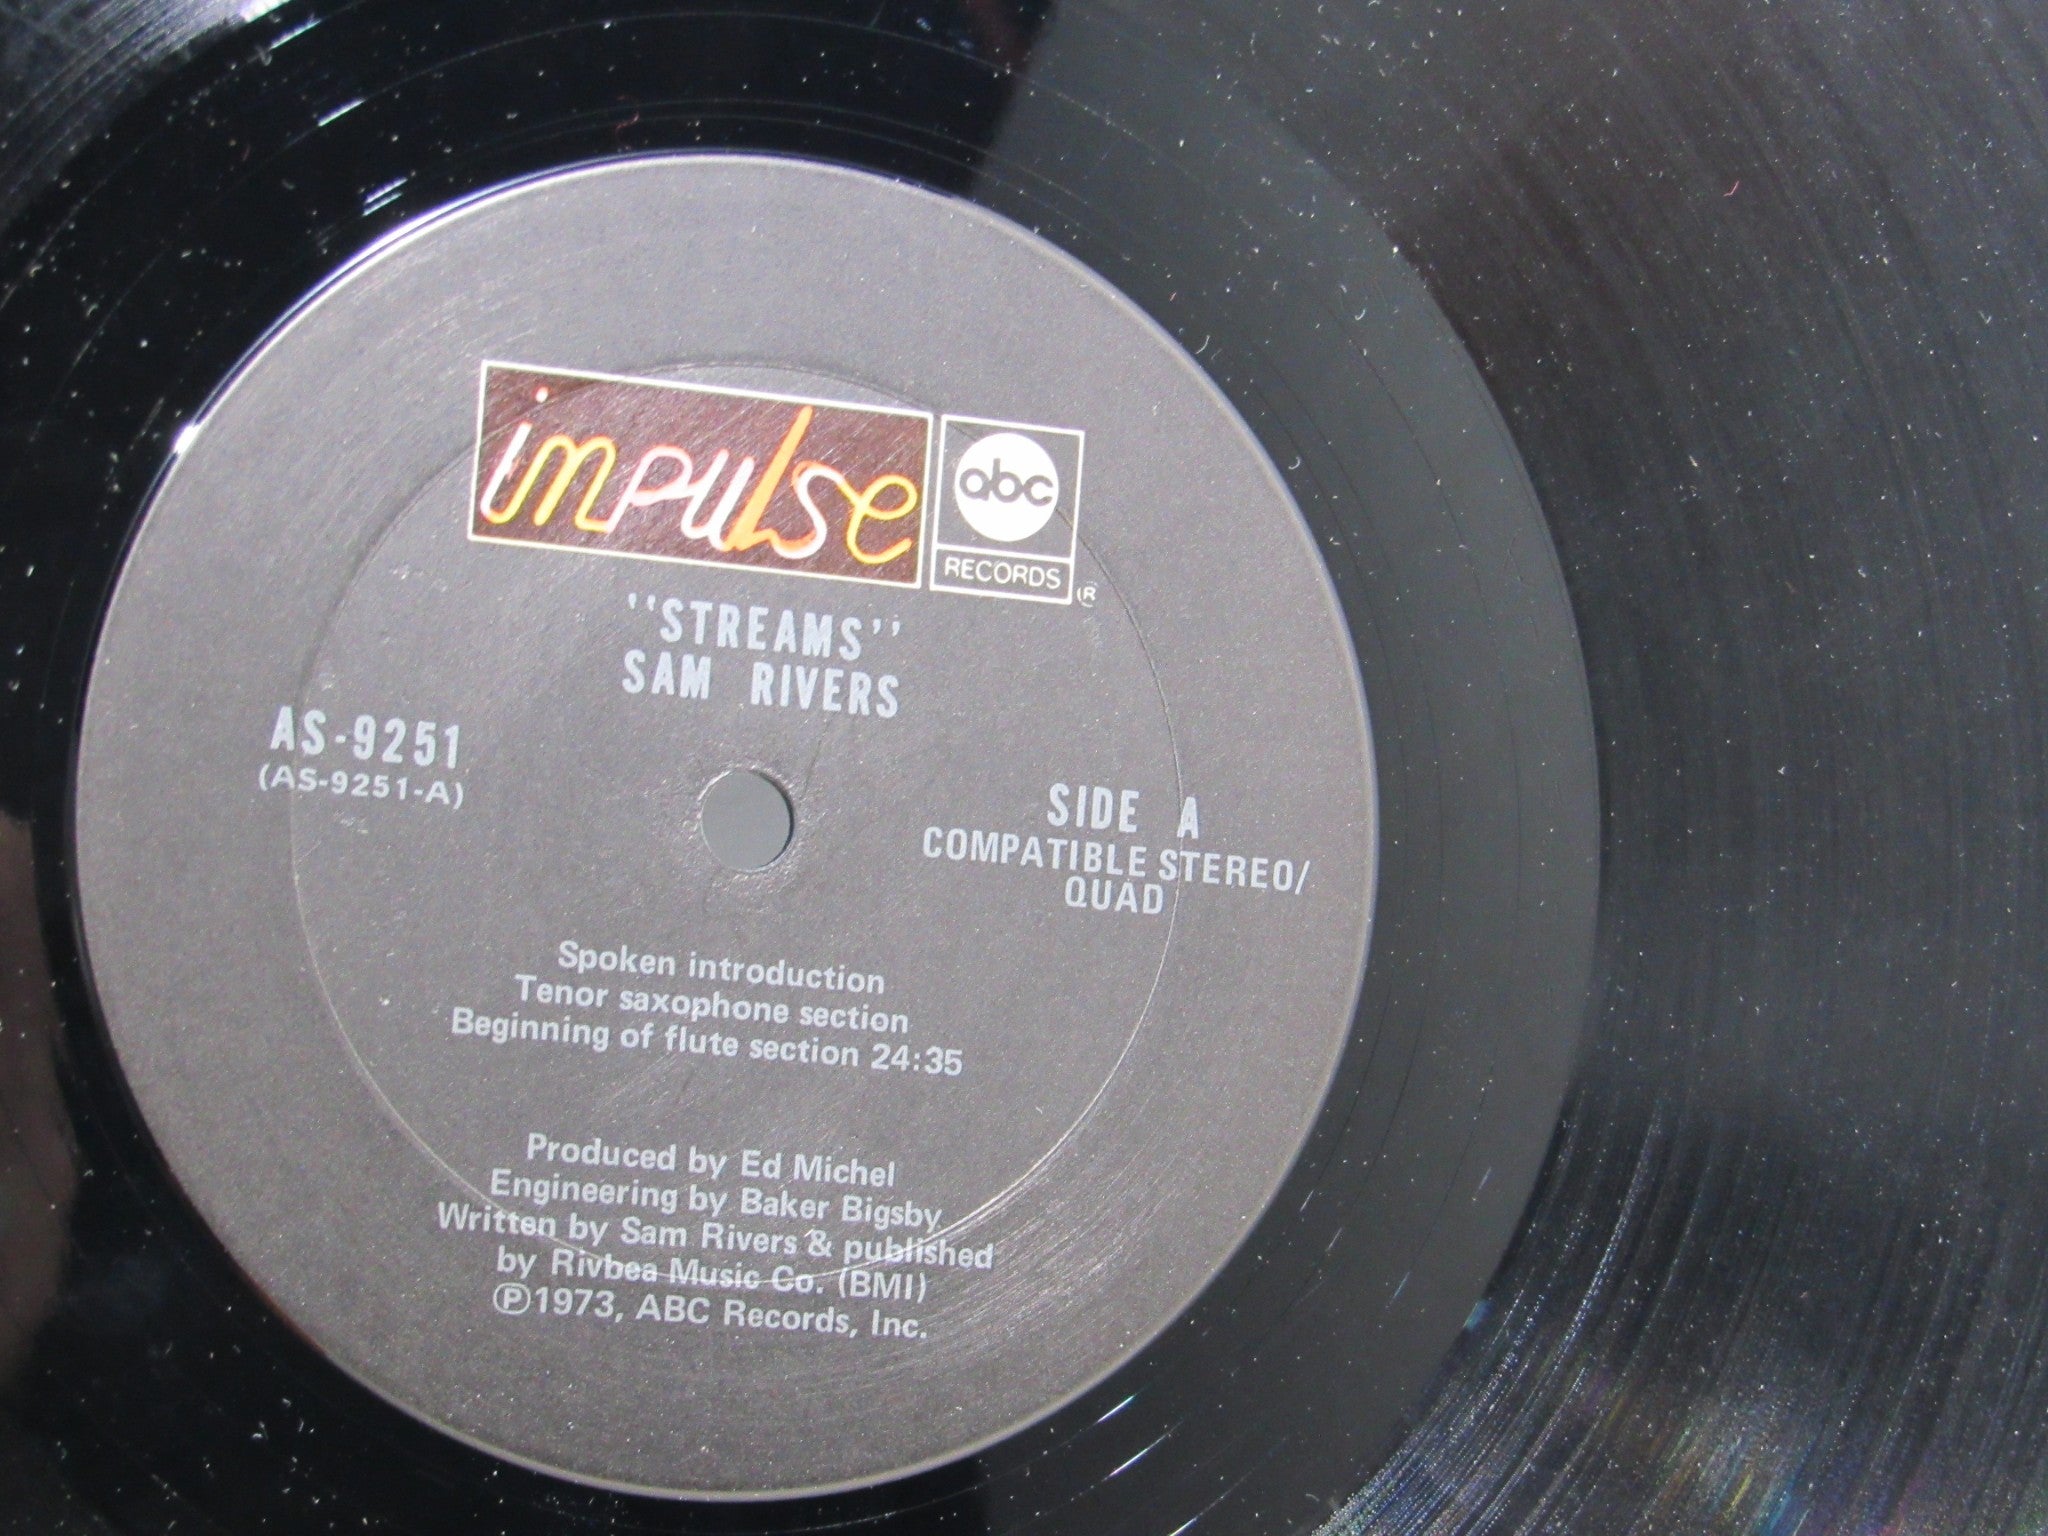 impulse
abc
RECORDS
®
"STREAMS"
SAM RIVERS
AS-9251
(AS-9251-A)
SIDE A
COMPATIBLE STEREO/
QUAD
Spoken introduction
Tenor saxophone section
Beginning of flute section 24:35
Produced by Ed Michel
Engineering by Baker Bigsby
Written by Sam Rivers & published
by Rivbea Music Co. (BMI)
℗1973, ABC Records, Inc.